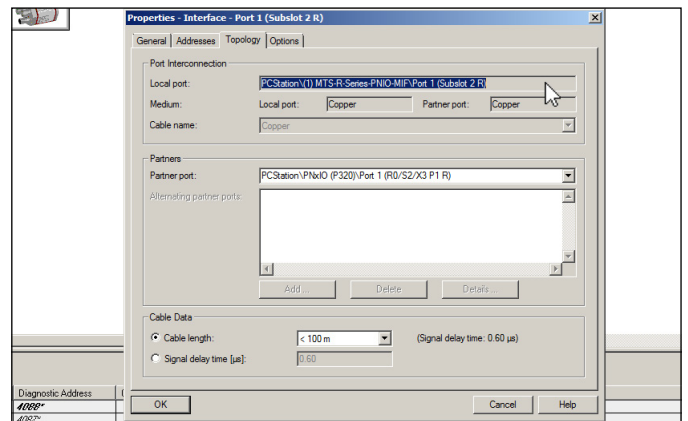 Properties - Interface - Port 1 (Subslot 2 R)
General Addresses Topology Options
Port Interconnection
Local port: PCStation\(1) MTS-R-Series-PNIO-MIF\Port 1 (Subslot 2 R)
Medium: Local port: Copper Partner port: Copper
Cable name: Copper
Partners
Partner port: PCStation\PNxIO (P320)\Port 1 (R0/S2/X3 P1 R)
Alternating partner ports:
Add ... Delete Details ...
Cable Data
Cable length: < 100 m (Signal delay time: 0.60 µs)
Signal delay time [µs]: 0.60
Diagnostic Address
OK Cancel Help
4088*
4087*